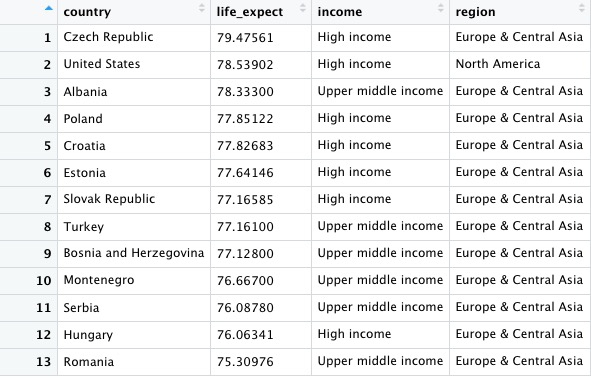 country life_expect income region
1 Czech Republic 79.47561 High income Europe & Central Asia
2 United States 78.53902 High income North America
3 Albania 78.33300 Upper middle income Europe & Central Asia
4 Poland 77.85122 High income Europe & Central Asia
5 Croatia 77.82683 High income Europe & Central Asia
6 Estonia 77.64146 High income Europe & Central Asia
7 Slovak Republic 77.16585 High income Europe & Central Asia
8 Turkey 77.16100 Upper middle income Europe & Central Asia
9 Bosnia and Herzegovina 77.12800 Upper middle income Europe & Central Asia
10 Montenegro 76.66700 Upper middle income Europe & Central Asia
11 Serbia 76.08780 Upper middle income Europe & Central Asia
12 Hungary 76.06341 High income Europe & Central Asia
13 Romania 75.30976 Upper middle income Europe & Central Asia